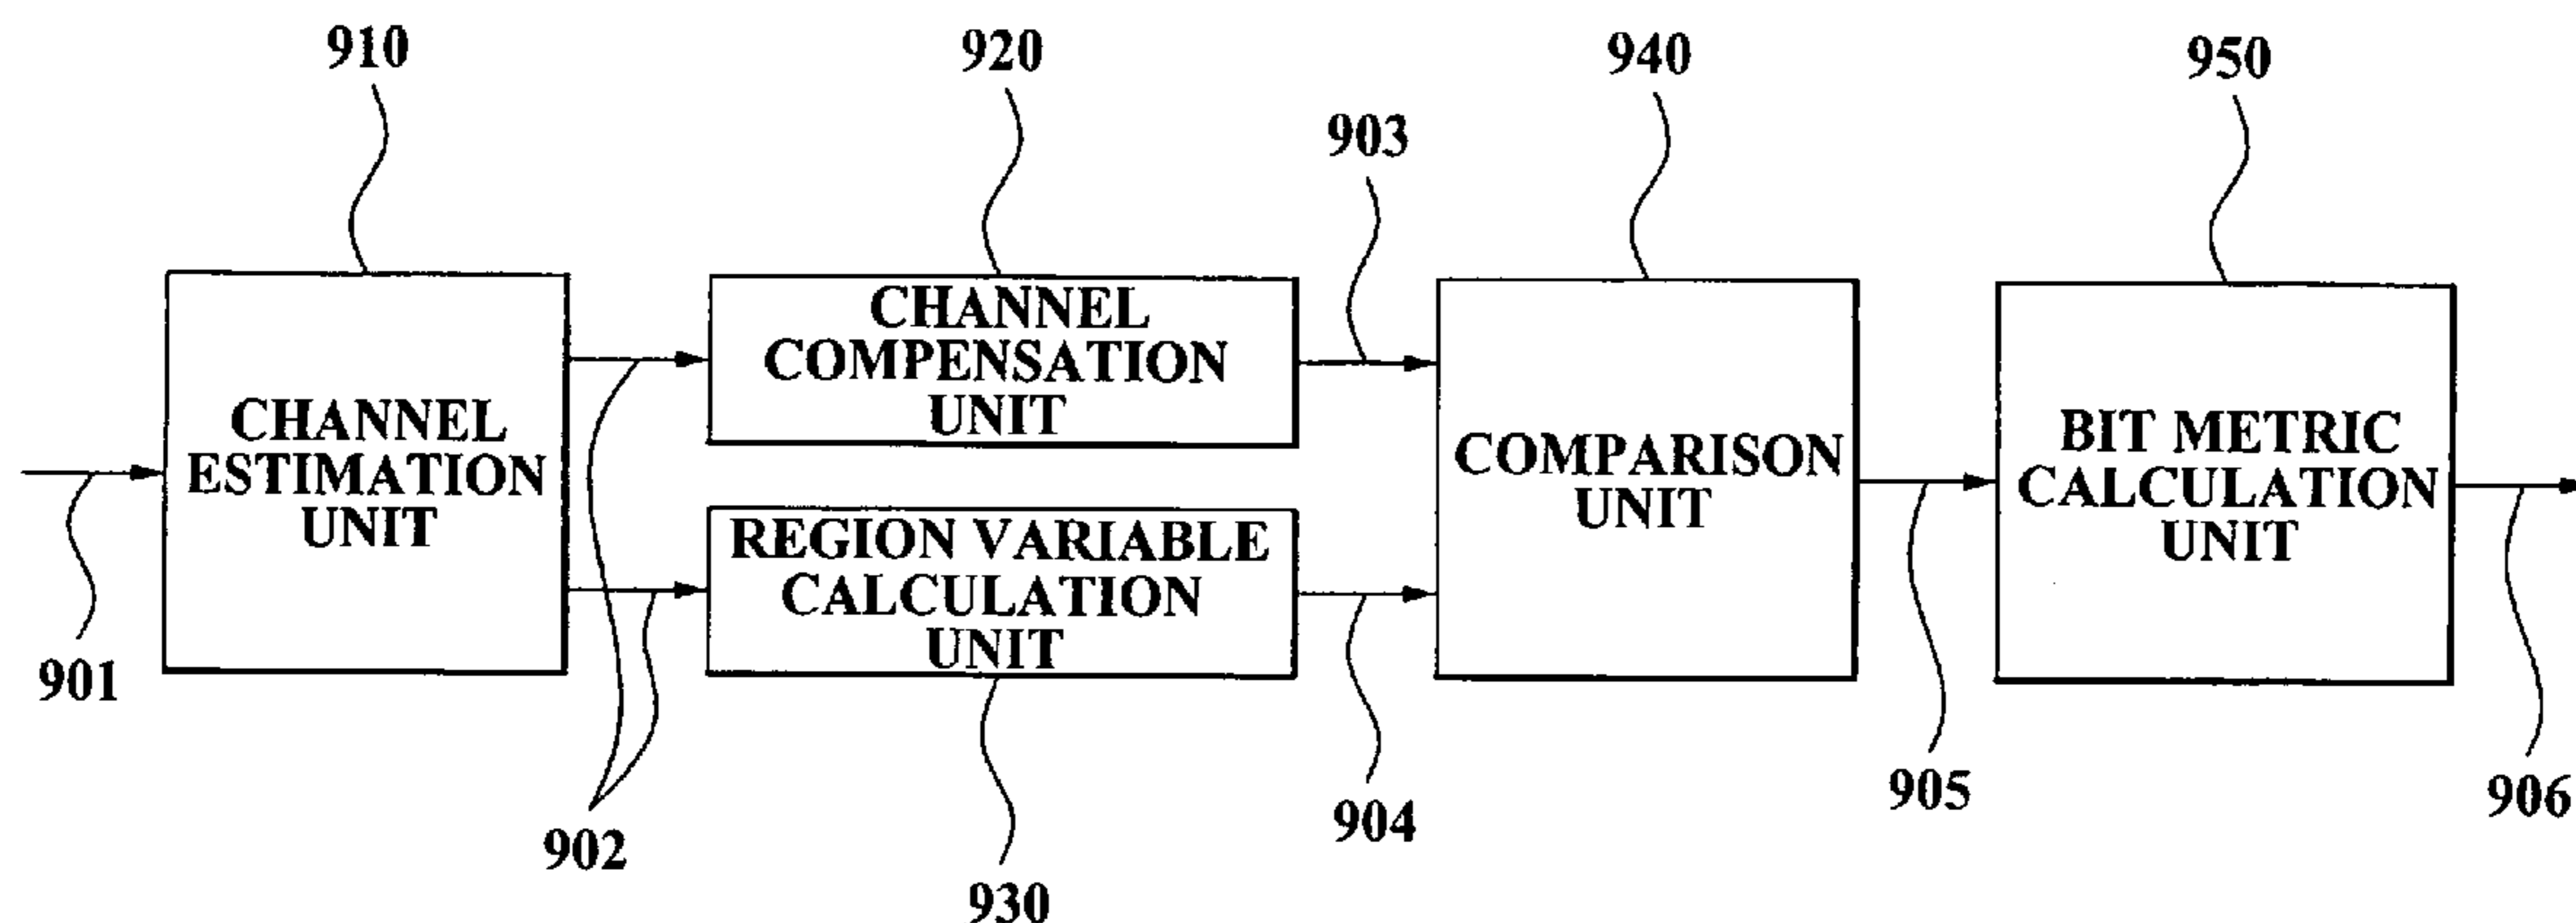 910
920
940
950
903
CHANNEL
ESTIMATION
UNIT
CHANNEL
COMPENSATION
UNIT
REGION VARIABLE
CALCULATION
UNIT
COMPARISON
UNIT
BIT METRIC
CALCULATION
UNIT
901
902
930
904
905
906